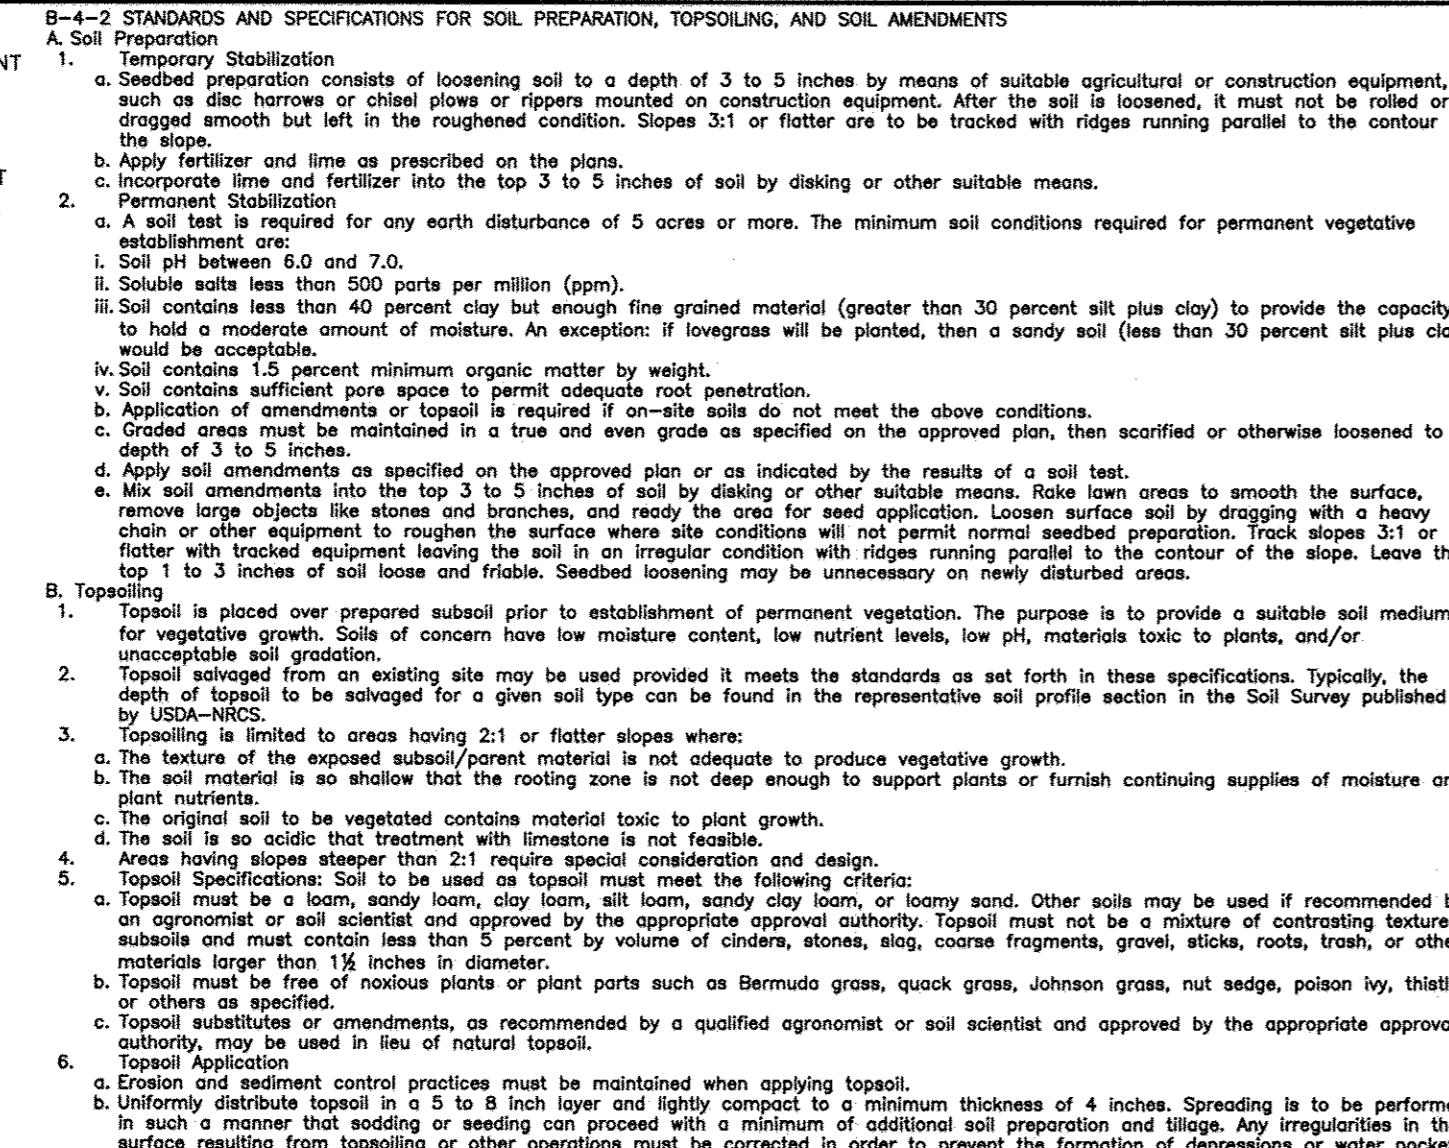 B-4-2 STANDARDS AND SPECIFICATIONS FOR SOIL PREPARATION, TOPSOILING, AND SOIL AMENDMENTS
A. Soil Preparation
NT
1. Temporary Stabilization
a. Seedbed preparation consists of loosening soil to a depth of 3 to 5 inches by means of suitable agricultural or construction equipment,
such as disc harrows or chisel plows or rippers mounted on construction equipment. After the soil is loosened, it must not be rolled or
dragged smooth but left in the roughened condition. Slopes 3:1 or flatter are to be tracked with ridges running parallel to the contour
the slope.
b. Apply fertilizer and lime as prescribed on the plans.
T
c. Incorporate lime and fertilizer into the top 3 to 5 inches of soil by disking or other suitable means.
2. Permanent Stabilization
a. A soil test is required for any earth disturbance of 5 acres or more. The minimum soil conditions required for permanent vegetative
establishment are:
i. Soil pH between 6.0 and 7.0.
ii. Soluble salts less than 500 parts per million (ppm).
iii. Soil contains less than 40 percent clay but enough fine grained material (greater than 30 percent silt plus clay) to provide the capacity
to hold a moderate amount of moisture. An exception: if lovegrass will be planted, then a sandy soil (less than 30 percent silt plus cla
would be acceptable.
iv. Soil contains 1.5 percent minimum organic matter by weight.
v. Soil contains sufficient pore space to permit adequate root penetration.
b. Application of amendments or topsoil is required if on-site soils do not meet the above conditions.
c. Graded areas must be maintained in a true and even grade as specified on the approved plan, then scarified or otherwise loosened to
depth of 3 to 5 inches.
d. Apply soil amendments as specified on the approved plan or as indicated by the results of a soil test.
e. Mix soil amendments into the top 3 to 5 inches of soil by disking or other suitable means. Rake lawn areas to smooth the surface,
remove large objects like stones and branches, and ready the area for seed application. Loosen surface soil by dragging with a heavy
chain or other equipment to roughen the surface where site conditions will not permit normal seedbed preparation. Track slopes 3:1 or
flatter with tracked equipment leaving the soil in an irregular condition with ridges running parallel to the contour of the slope. Leave th
top 1 to 3 inches of soil loose and friable. Seedbed loosening may be unnecessary on newly disturbed areas.
B. Topsoiling
1. Topsoil is placed over prepared subsoil prior to establishment of permanent vegetation. The purpose is to provide a suitable soil medium
for vegetative growth. Soils of concern have low moisture content, low nutrient levels, low pH, materials toxic to plants, and/or
unacceptable soil gradation.
2. Topsoil salvaged from an existing site may be used provided it meets the standards as set forth in these specifications. Typically, the
depth of topsoil to be salvaged for a given soil type can be found in the representative soil profile section in the Soil Survey published
by USDA-NRCS.
3. Topsoiling is limited to areas having 2:1 or flatter slopes where:
a. The texture of the exposed subsoil/parent material is not adequate to produce vegetative growth.
b. The soil material is so shallow that the rooting zone is not deep enough to support plants or furnish continuing supplies of moisture an
plant nutrients.
c. The original soil to be vegetated contains material toxic to plant growth.
d. The soil is so acidic that treatment with limestone is not feasible.
4. Areas having slopes steeper than 2:1 require special consideration and design.
5. Topsoil Specifications: Soil to be used as topsoil must meet the following criteria:
a. Topsoil must be a loam, sandy loam, clay loam, silt loam, sandy clay loam, or loamy sand. Other soils may be used if recommended b
an agronomist or soil scientist and approved by the appropriate approval authority. Topsoil must not be a mixture of contrasting texture
subsoils and must contain less than 5 percent by volume of cinders, stones, slag, coarse fragments, gravel, sticks, roots, trash, or othe
materials larger than 1½ inches in diameter.
b. Topsoil must be free of noxious plants or plant parts such as Bermuda grass, quack grass, Johnson grass, nut sedge, poison ivy, thistl
or others as specified.
c. Topsoil substitutes or amendments, as recommended by a qualified agronomist or soil scientist and approved by the appropriate approva
authority, may be used in lieu of natural topsoil.
6. Topsoil Application
a. Erosion and sediment control practices must be maintained when applying topsoil.
b. Uniformly distribute topsoil in a 5 to 8 inch layer and lightly compact to a minimum thickness of 4 inches. Spreading is to be performe
in such a manner that sodding or seeding can proceed with a minimum of additional soil preparation and tillage. Any irregularities in th
surface resulting from topsoiling or other operations must be corrected in order to prevent the formation of depressions or water pocke